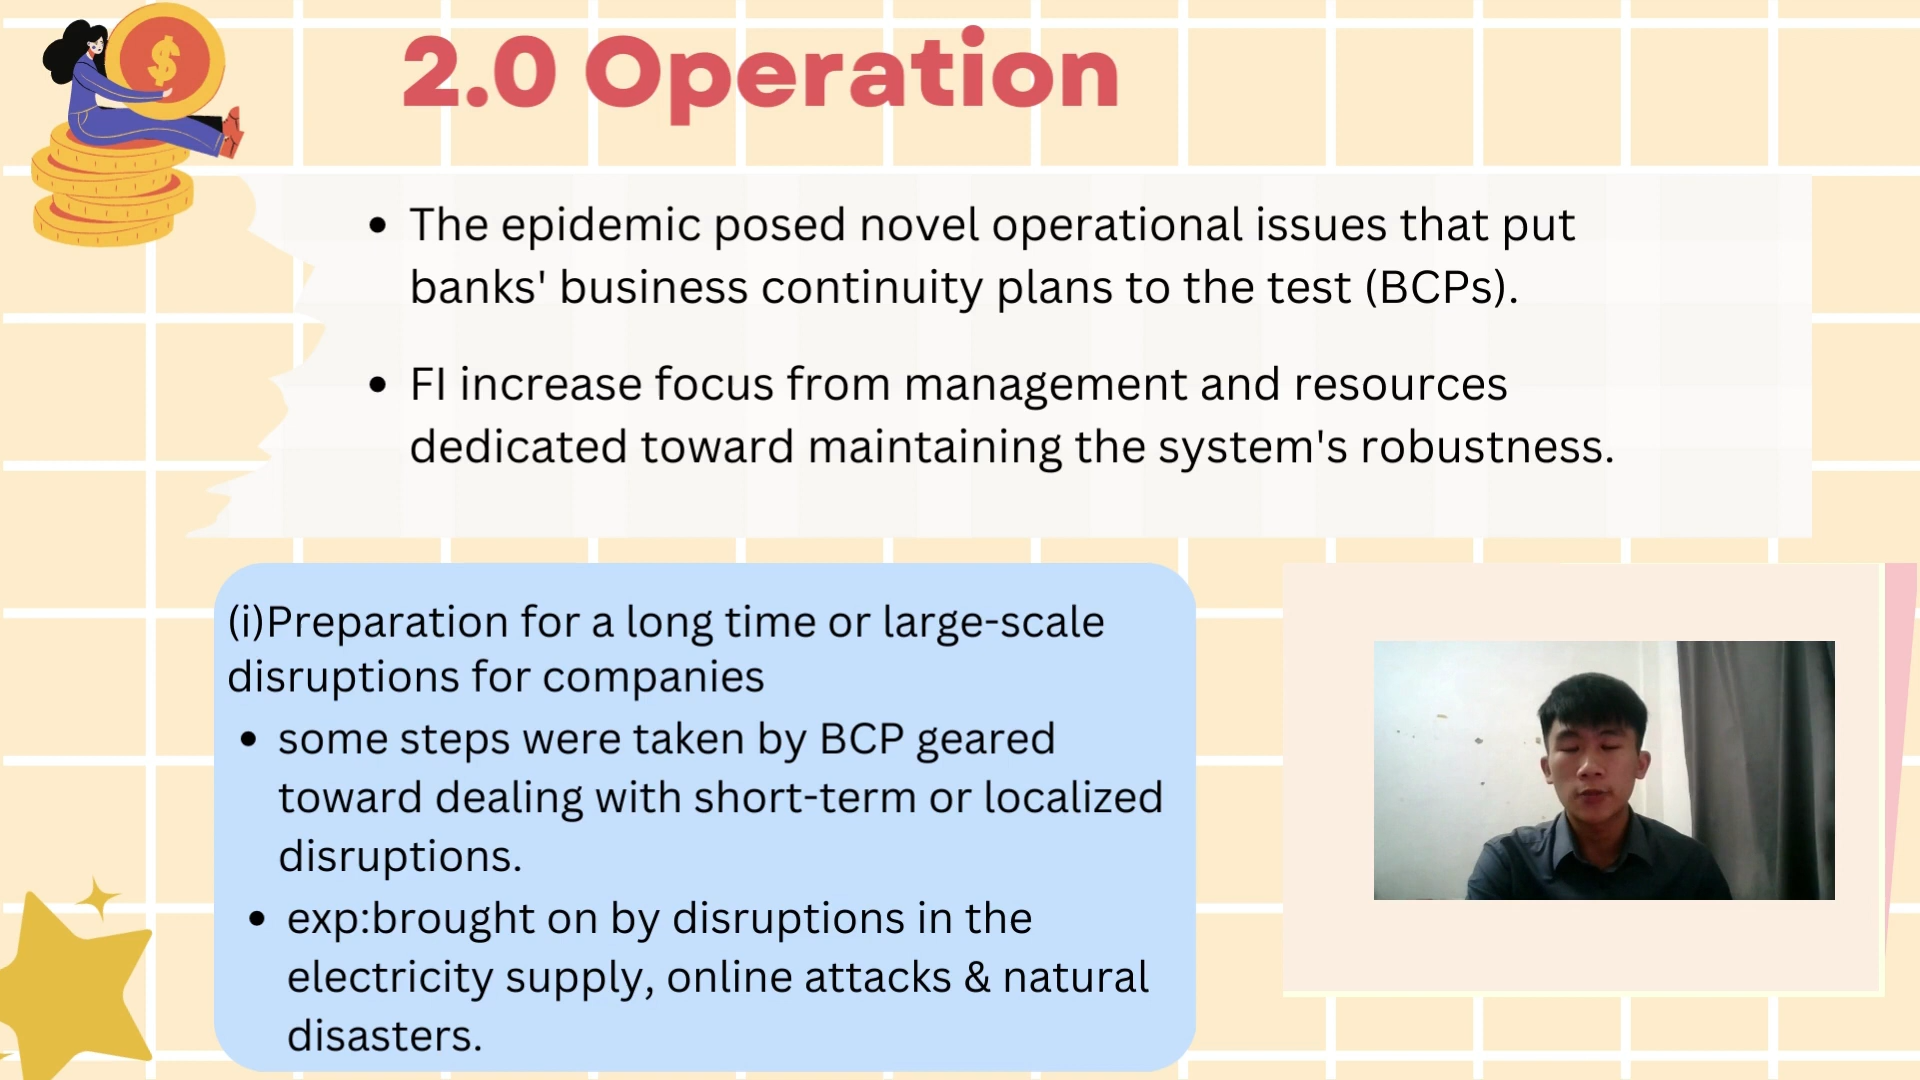 2.0 Operation
• The epidemic posed novel operational issues that put
banks' business continuity plans to the test (BCPs).
• FI increase focus from management and resources
dedicated toward maintaining the system's robustness.
(i)Preparation for a long time or large-scale
disruptions for companies
• some steps were taken by BCP geared
toward dealing with short-term or localized
disruptions.
• exp:brought on by disruptions in the
electricity supply, online attacks & natural
disasters.
$